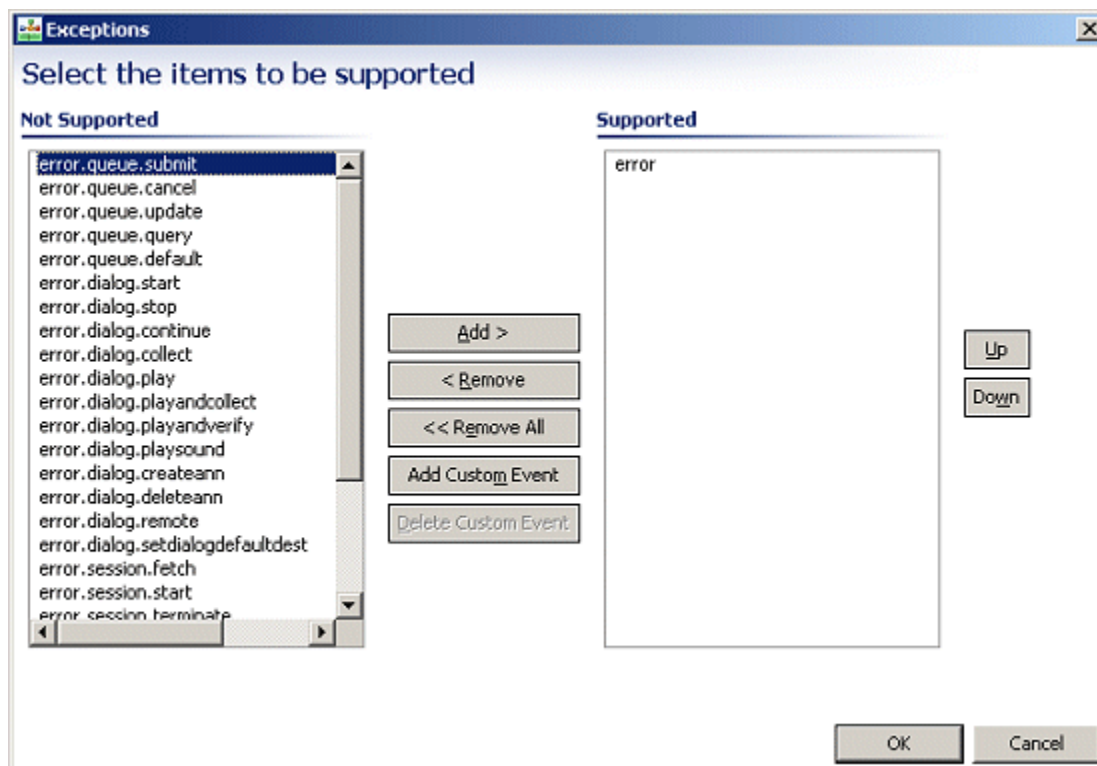 Exceptions
Select the items to be supported
Not Supported
Supported
error.queue.submit
error.queue.cancel
error.queue.update
error.queue.query
error.queue.default
error.dialog.start
error.dialog.stop
error.dialog.continue
error.dialog.collect
error.dialog.play
error.dialog.playandcollect
error.dialog.playandverify
error.dialog.playsound
error.dialog.createann
error.dialog.deleteann
error.dialog.remote
error.dialog.setdialogdefaultdest
error.session.fetch
error.session.start
error.session.terminate
Add >
< Remove
<< Remove All
Add Custom Event
Delete Custom Event
error
Up
Down
OK
Cancel